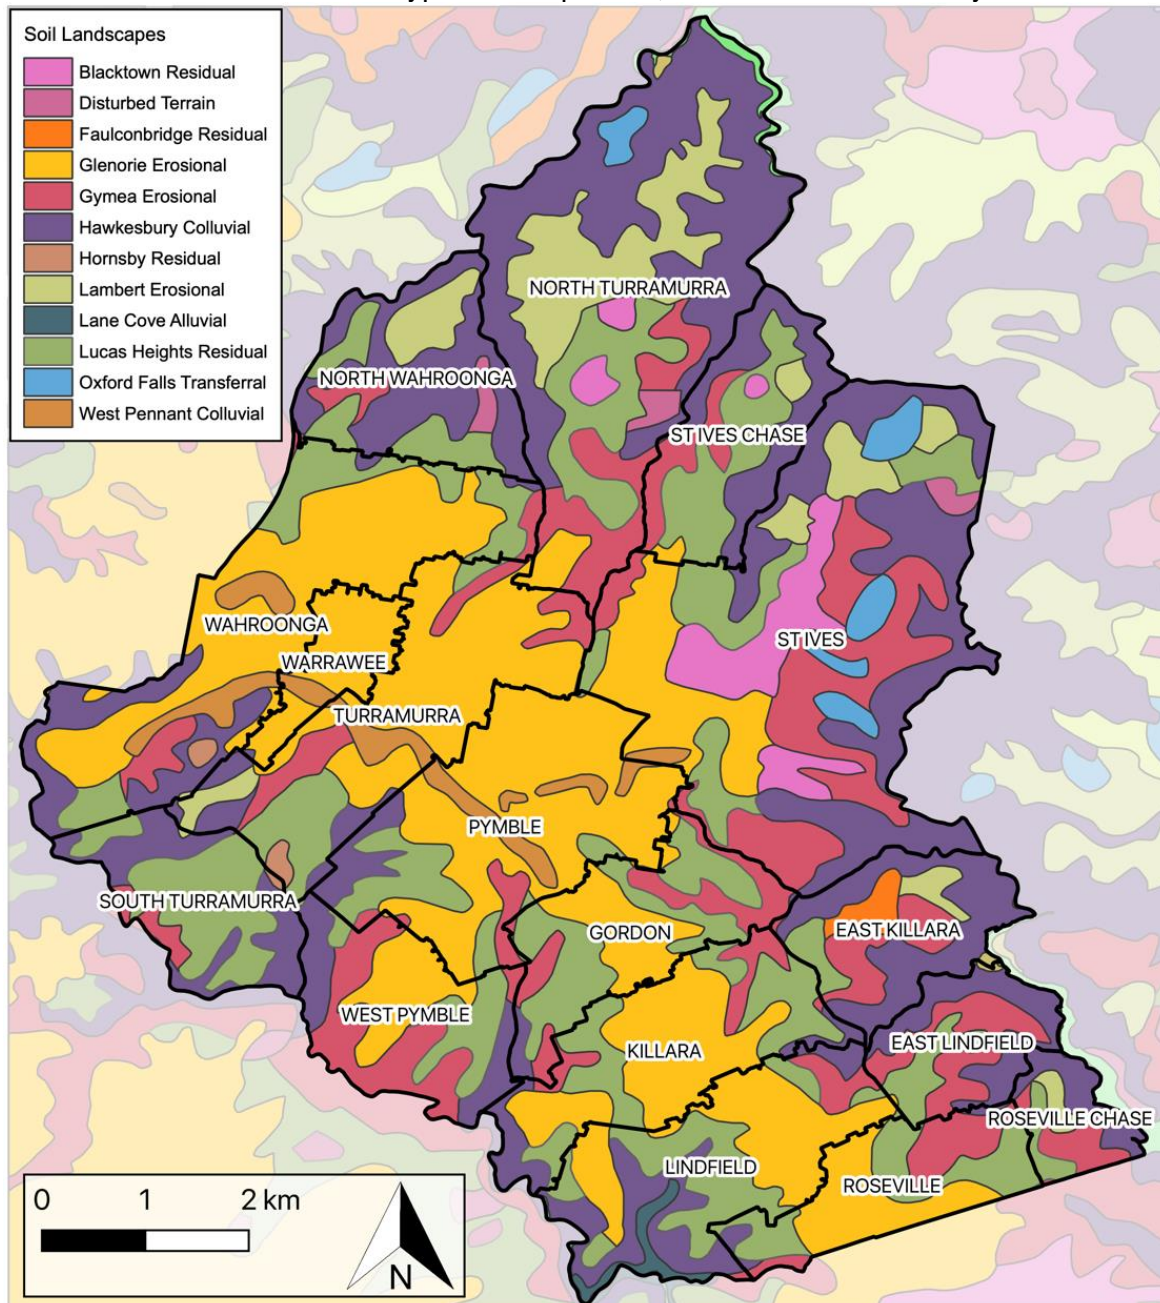 Soil Landscapes
Blacktown Residual
Disturbed Terrain
Faulconbridge Residual
Glenorie Erosional
Gymea Erosional
Hawkesbury Colluvial
Hornsby Residual
Lambert Erosional
Lane Cove Alluvial
Lucas Heights Residual
Oxford Falls Transferral
West Pennant Colluvial
NORTH TURRAMURRA
NORTH WAHROONGA
ST IVES CHASE
WAHROONGA
ST IVES
WARRAWEE
TURRAMURRA
PYMBLE
SOUTH TURRAMURRA
GORDON
EAST KILLARA
WEST PYMBLE
KILLARA
EAST LINDFIELD
ROSEVILLE CHASE
LINDFIELD
ROSEVILLE
0 1 2 km
N